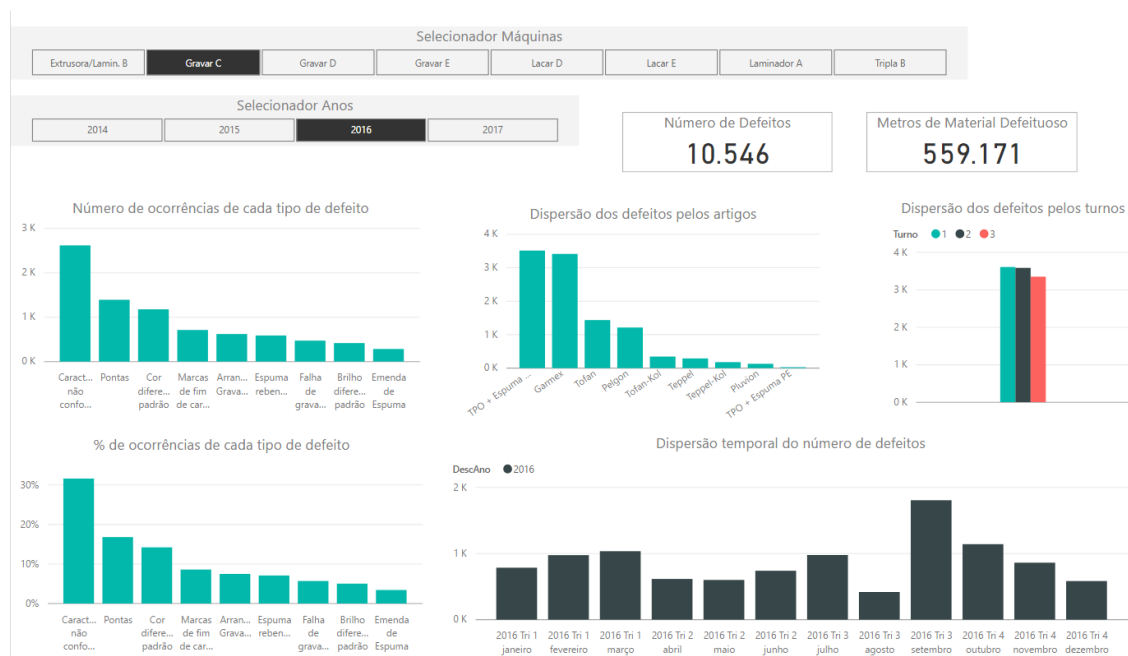 Selecionador Máquinas
Extrusora/Lamin. B Gravar C Gravar D Gravar E Lacar D Lacar E Laminador A Tripla B
Selecionador Anos
2014 2015 2016 2017
Número de Defeitos
10.546
Metros de Material Defeituoso
559.171
Número de ocorrências de cada tipo de defeito
3 K
2 K
1 K
0 K
Caract... Pontas Cor Marcas Arran... Espuma Falha Brilho Emenda
não difere... de fim Grava... reben... de difere... de
confo... padrão de car... grava... padrão Espuma
Dispersão dos defeitos pelos artigos
4 K
3 K
2 K
1 K
0 K
TPO + Espuma ...
Garmex
Tofan
Pelgon
Tofan-Kol
Teppel
Teppel-Kol
Pluvion
TPO + Espuma PE
Dispersão dos defeitos pelos turnos
Turno 1 2 3
4 K
3 K
2 K
1 K
0 K
% de ocorrências de cada tipo de defeito
30%
20%
10%
0%
Caract... Pontas Cor Marcas Arran... Espuma Falha Brilho Emenda
não difere... de fim Grava... reben... de difere... de
confo... padrão de car... grava... padrão Espuma
Dispersão temporal do número de defeitos
DescAno 2016
2 K
1 K
0 K
2016 Tri 1 2016 Tri 1 2016 Tri 1 2016 Tri 2 2016 Tri 2 2016 Tri 2 2016 Tri 3 2016 Tri 3 2016 Tri 3 2016 Tri 4 2016 Tri 4 2016 Tri 4
janeiro fevereiro março abril maio junho julho agosto setembro outubro novembro dezembro